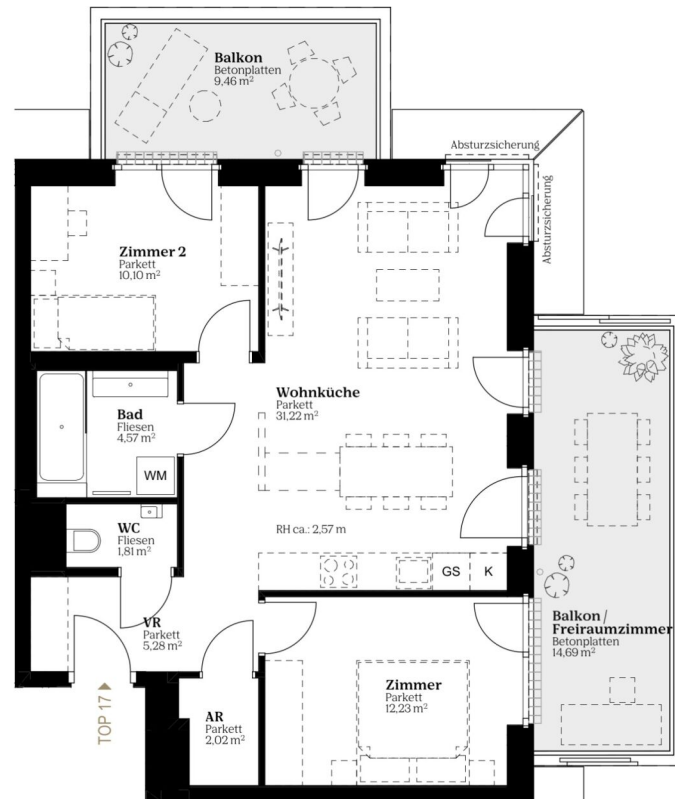 Balkon
Betonplatten
9,46 m²
Absturzsicherung
Absturzsicherung
Zimmer 2
Parkett
10,10 m²
Wohnküche
Parkett
31,22 m²
Bad
Fliesen
4,57 m²
WM
WC
Fliesen
1,81 m²
RH ca.: 2,57 m
GS
K
VR
Parkett
5,28 m²
Balkon /
Freiraumzimmer
Betonplatten
14,69 m²
Zimmer
Parkett
12,23 m²
TOP 17
AR
Parkett
2,02 m²